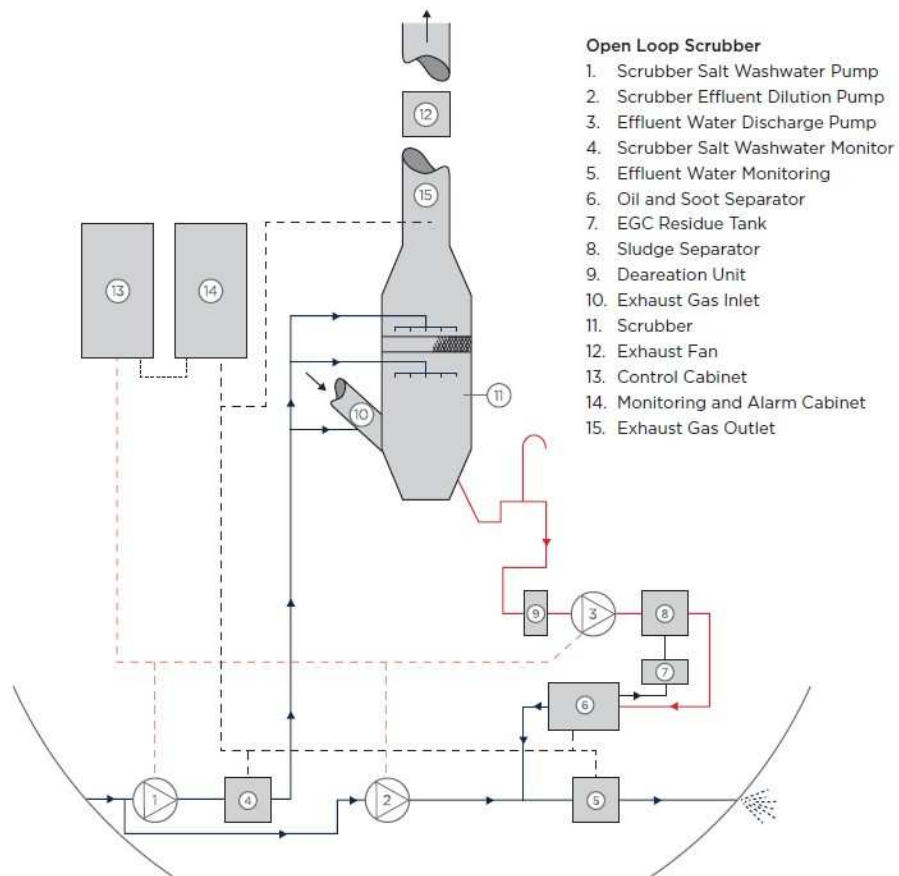 Open Loop Scrubber
1. Scrubber Salt Washwater Pump
2. Scrubber Effluent Dilution Pump
3. Effluent Water Discharge Pump
4. Scrubber Salt Washwater Monitor
5. Effluent Water Monitoring
6. Oil and Soot Separator
7. EGC Residue Tank
8. Sludge Separator
9. Deareation Unit
10. Exhaust Gas Inlet
11. Scrubber
12. Exhaust Fan
13. Control Cabinet
14. Monitoring and Alarm Cabinet
15. Exhaust Gas Outlet
12
15
13
14
11
10
9
3
8
7
6
1
4
2
5